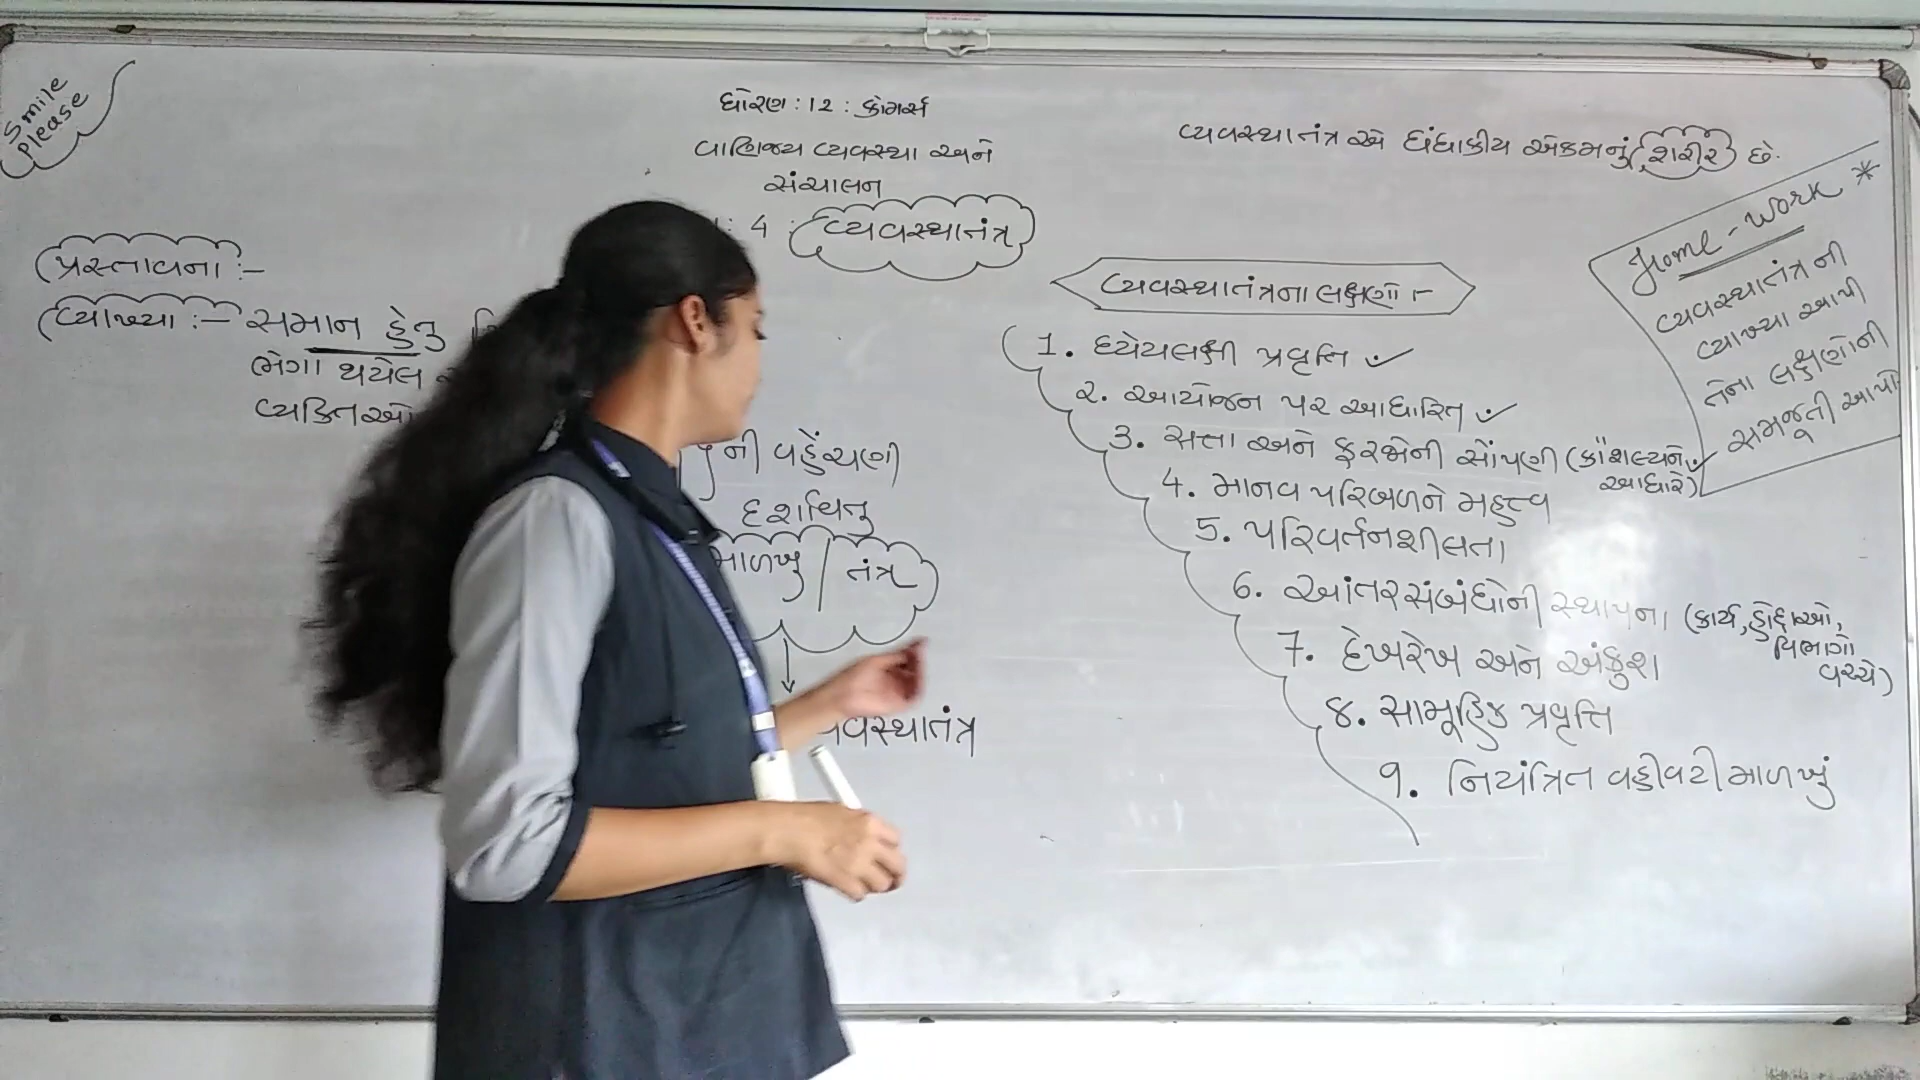 Smile
Please
ધોરણ : 12 : કોમર્સ
વાણિજ્ય વ્યવસ્થા અને
સંચાલન
: 4 : વ્યવસ્થાતંત્ર
વ્યવસ્થાતંત્ર એ ધંધાકીય એકમનું શરીર છે.
પ્રસ્તાવના :-
વ્યાખ્યા :- સમાન હેતુ
ભેગા થયેલ
વ્યક્તિઓ
ની વહેંચણી
દર્શાવતુ
માળખુ / તંત્ર
વ્યવસ્થાતંત્રના લક્ષણો :-
1. ધ્યેયલક્ષી પ્રવૃત્તિ ✓
2. આયોજન પર આધારિત ✓
3. સત્તા અને ફરજોની સોંપણી (કૌશલ્યને ✓
આધારે)
4. માનવ પરિબળને મહત્ત્વ
5. પરિવર્તનશીલતા
6. આંતરસંબંધોની સ્થાપના (કાર્ય, હોદ્દાઓ,
વિભાગો
વચ્ચે)
7. દેખરેખ અને અંકુશ
8. સામૂહિક પ્રવૃત્તિ
9. નિયંત્રિત વહીવટી માળખું
Home-work *
વ્યવસ્થાતંત્ર ની
વ્યાખ્યા આપી
તેના લક્ષણોની
સમજૂતી આપો